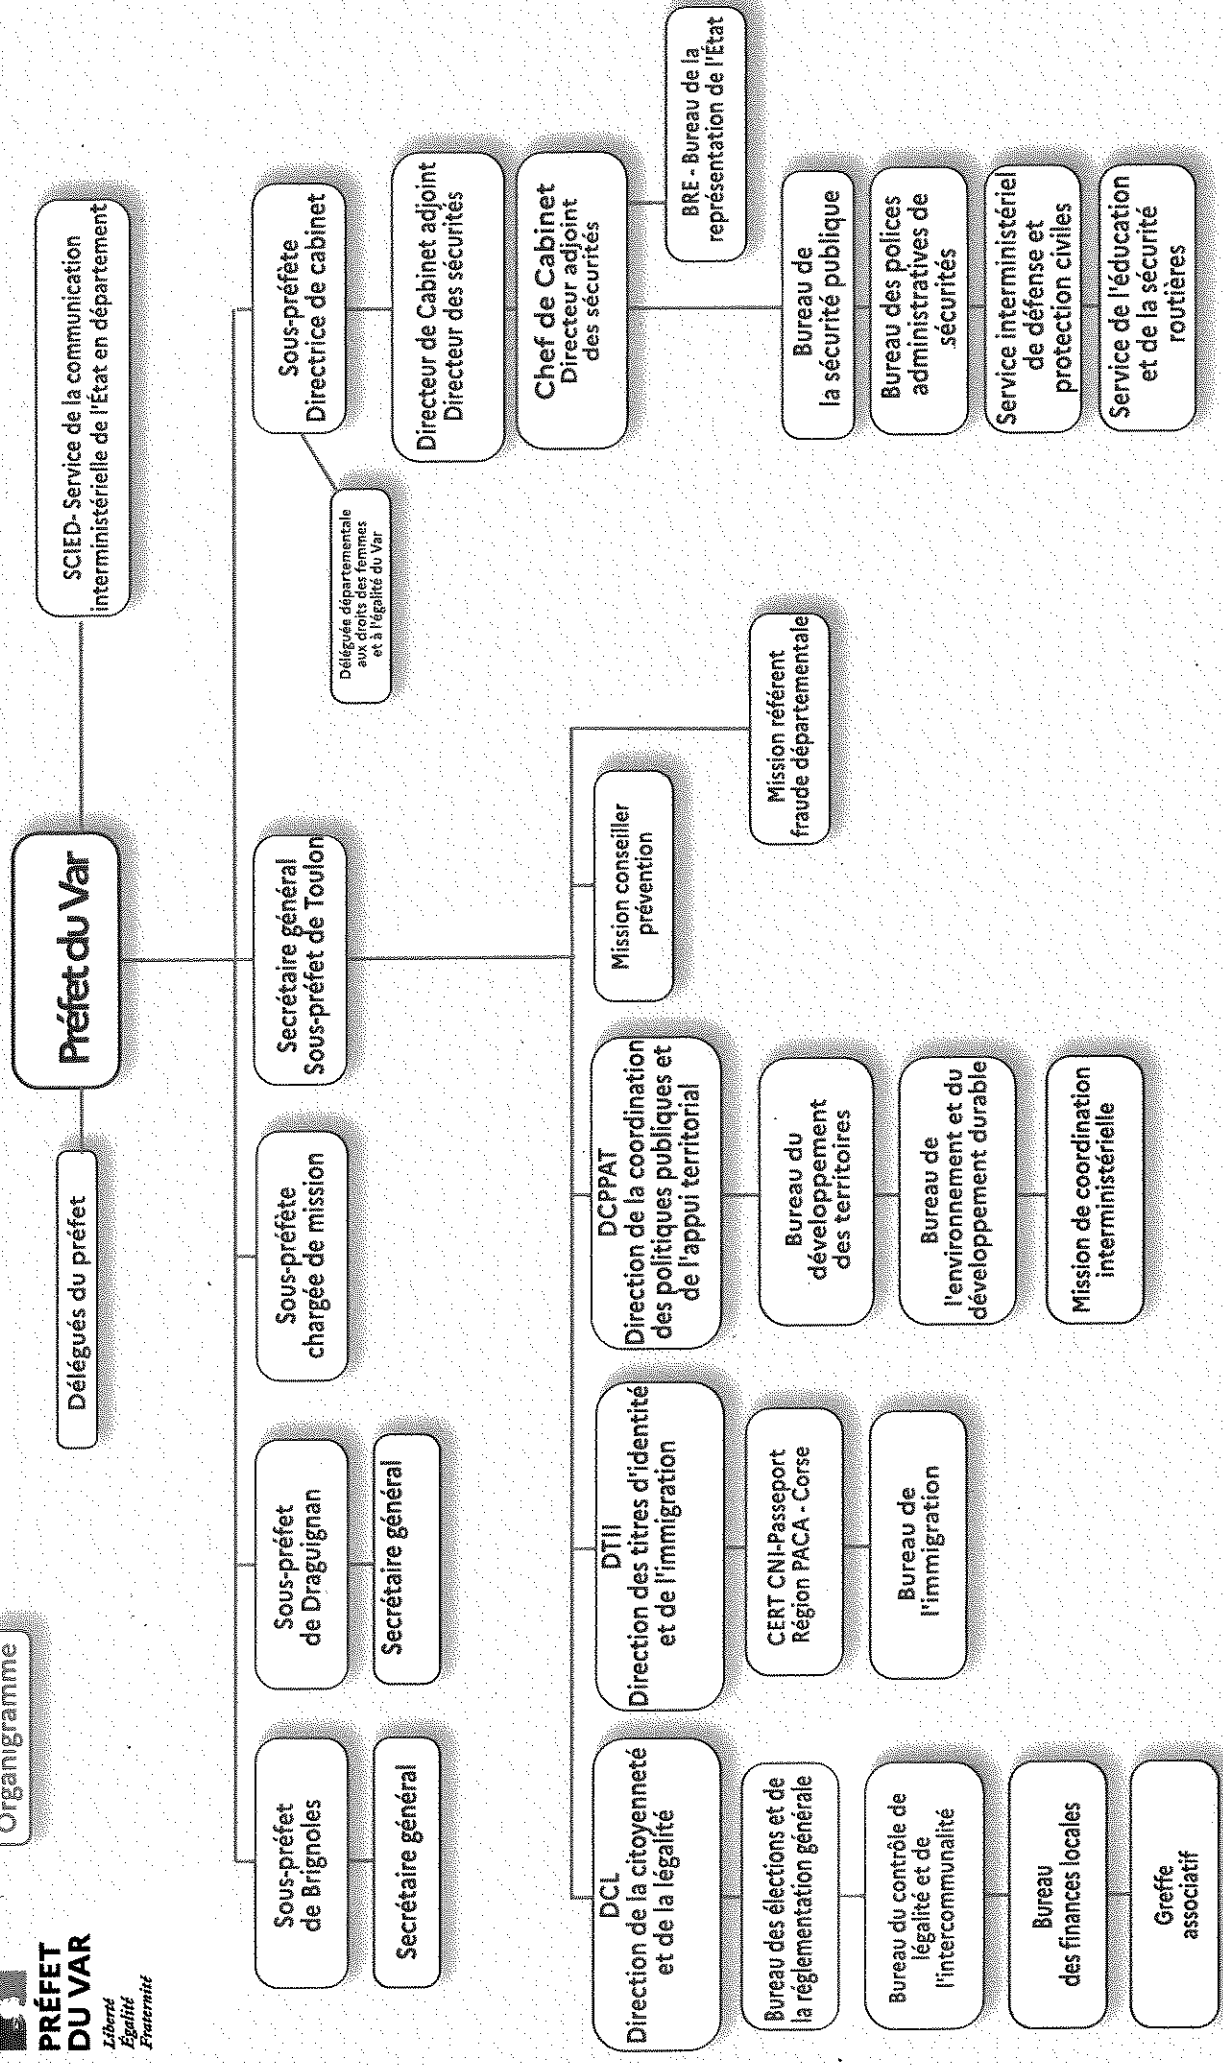 PRÉFET
DU VAR
Liberté
Égalité
Fraternité
Organigramme
Délégués du préfet
Préfet du Var
SCIED- Service de la communication
interministérielle de l'État en département
Sous-préfet
de Brignoles
Secrétaire général
Sous-préfet
de Draguignan
Secrétaire général
Sous-préfète
chargée de mission
Secrétaire général
Sous-préfet de Toulon
Sous-préfète
Directrice de cabinet
Déléguée départementale
aux droits des femmes
et à l'égalité du Var
Directeur de Cabinet adjoint
Directeur des sécurités
Chef de Cabinet
Directeur adjoint
des sécurités
BRE - Bureau de la
représentation de l'État
Bureau de
la sécurité publique
Bureau des polices
administratives de
sécurités
Service interministériel
de défense et
protection civiles
Service de l'éducation
et de la sécurité
routières
DCL
Direction de la citoyenneté
et de la légalité
Bureau des élections et de
la réglementation générale
Bureau du contrôle de
légalité et de
l'intercommunalité
Bureau
des finances locales
Greffe
associatif
DTII
Direction des titres d'identité
et de l'immigration
CERT CNI-Passeport
Région PACA - Corse
Bureau de
l'immigration
DCPPAT
Direction de la coordination
des politiques publiques et
de l'appui territorial
Bureau du
développement
des territoires
Bureau de
l'environnement et du
développement durable
Mission de coordination
interministérielle
Mission conseiller
prévention
Mission référent
fraude départementale